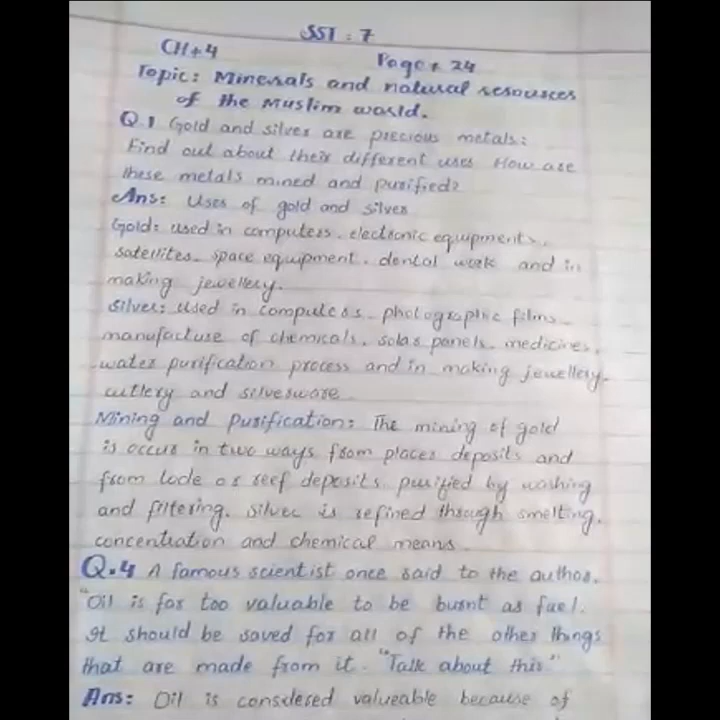 SST : 7
CH + 4
Page + 24
Topic: Minerals and natural resources
of the Muslim world.
Q.1 Gold and silver are precious metals:
Find out about their different uses How are
these metals mined and purified?
Ans: Uses of gold and silver
Gold: used in computers. electronic equipments.
satellites. space equipment. dental work and in
making jewellery.
Silver: used in computers. photographic films.
manufacture of chemicals. solar panels. medicines.
water purification process and in making jewellery.
cutlery and silverware.
Mining and Purification: The mining of gold
is occur in two ways from placer deposits and
from lode or reef deposits. purified by washing
and filtering. Silver is refined through smelting.
concentration and chemical means.
Q.4 A famous scientist once said to the author.
"Oil is far too valuable to be burnt as fuel.
It should be saved for all of the other things
that are made from it. "Talk about this"
Ans: Oil is considered valueable because of